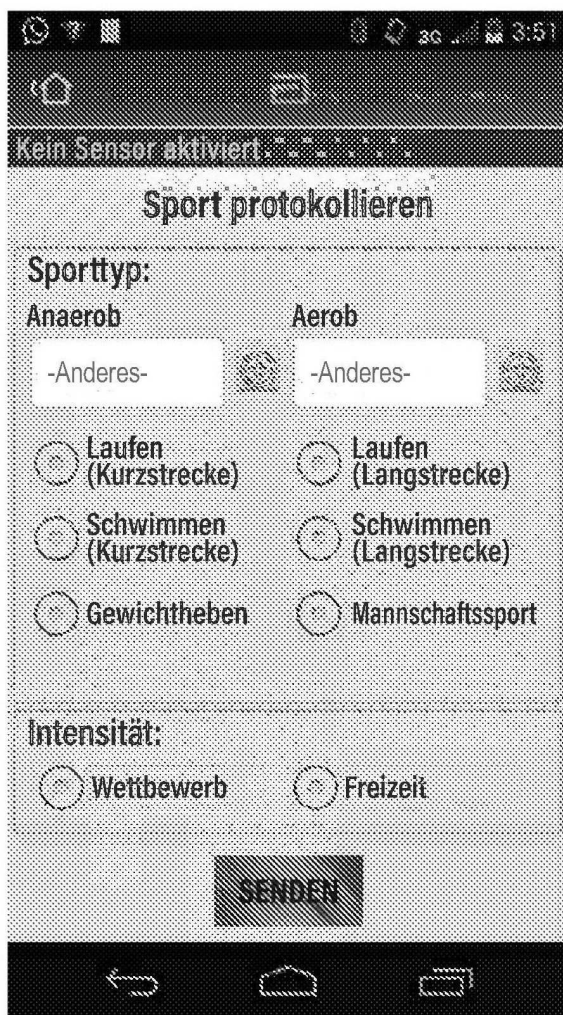 3G 3:51
Kein Sensor aktiviert
Sport protokollieren
Sporttyp:
Anaerob Aerob
-Anderes- -Anderes-
Laufen Laufen
(Kurzstrecke) (Langstrecke)
Schwimmen Schwimmen
(Kurzstrecke) (Langstrecke)
Gewichtheben Mannschaftssport
Intensität:
Wettbewerb Freizeit
SENDEN